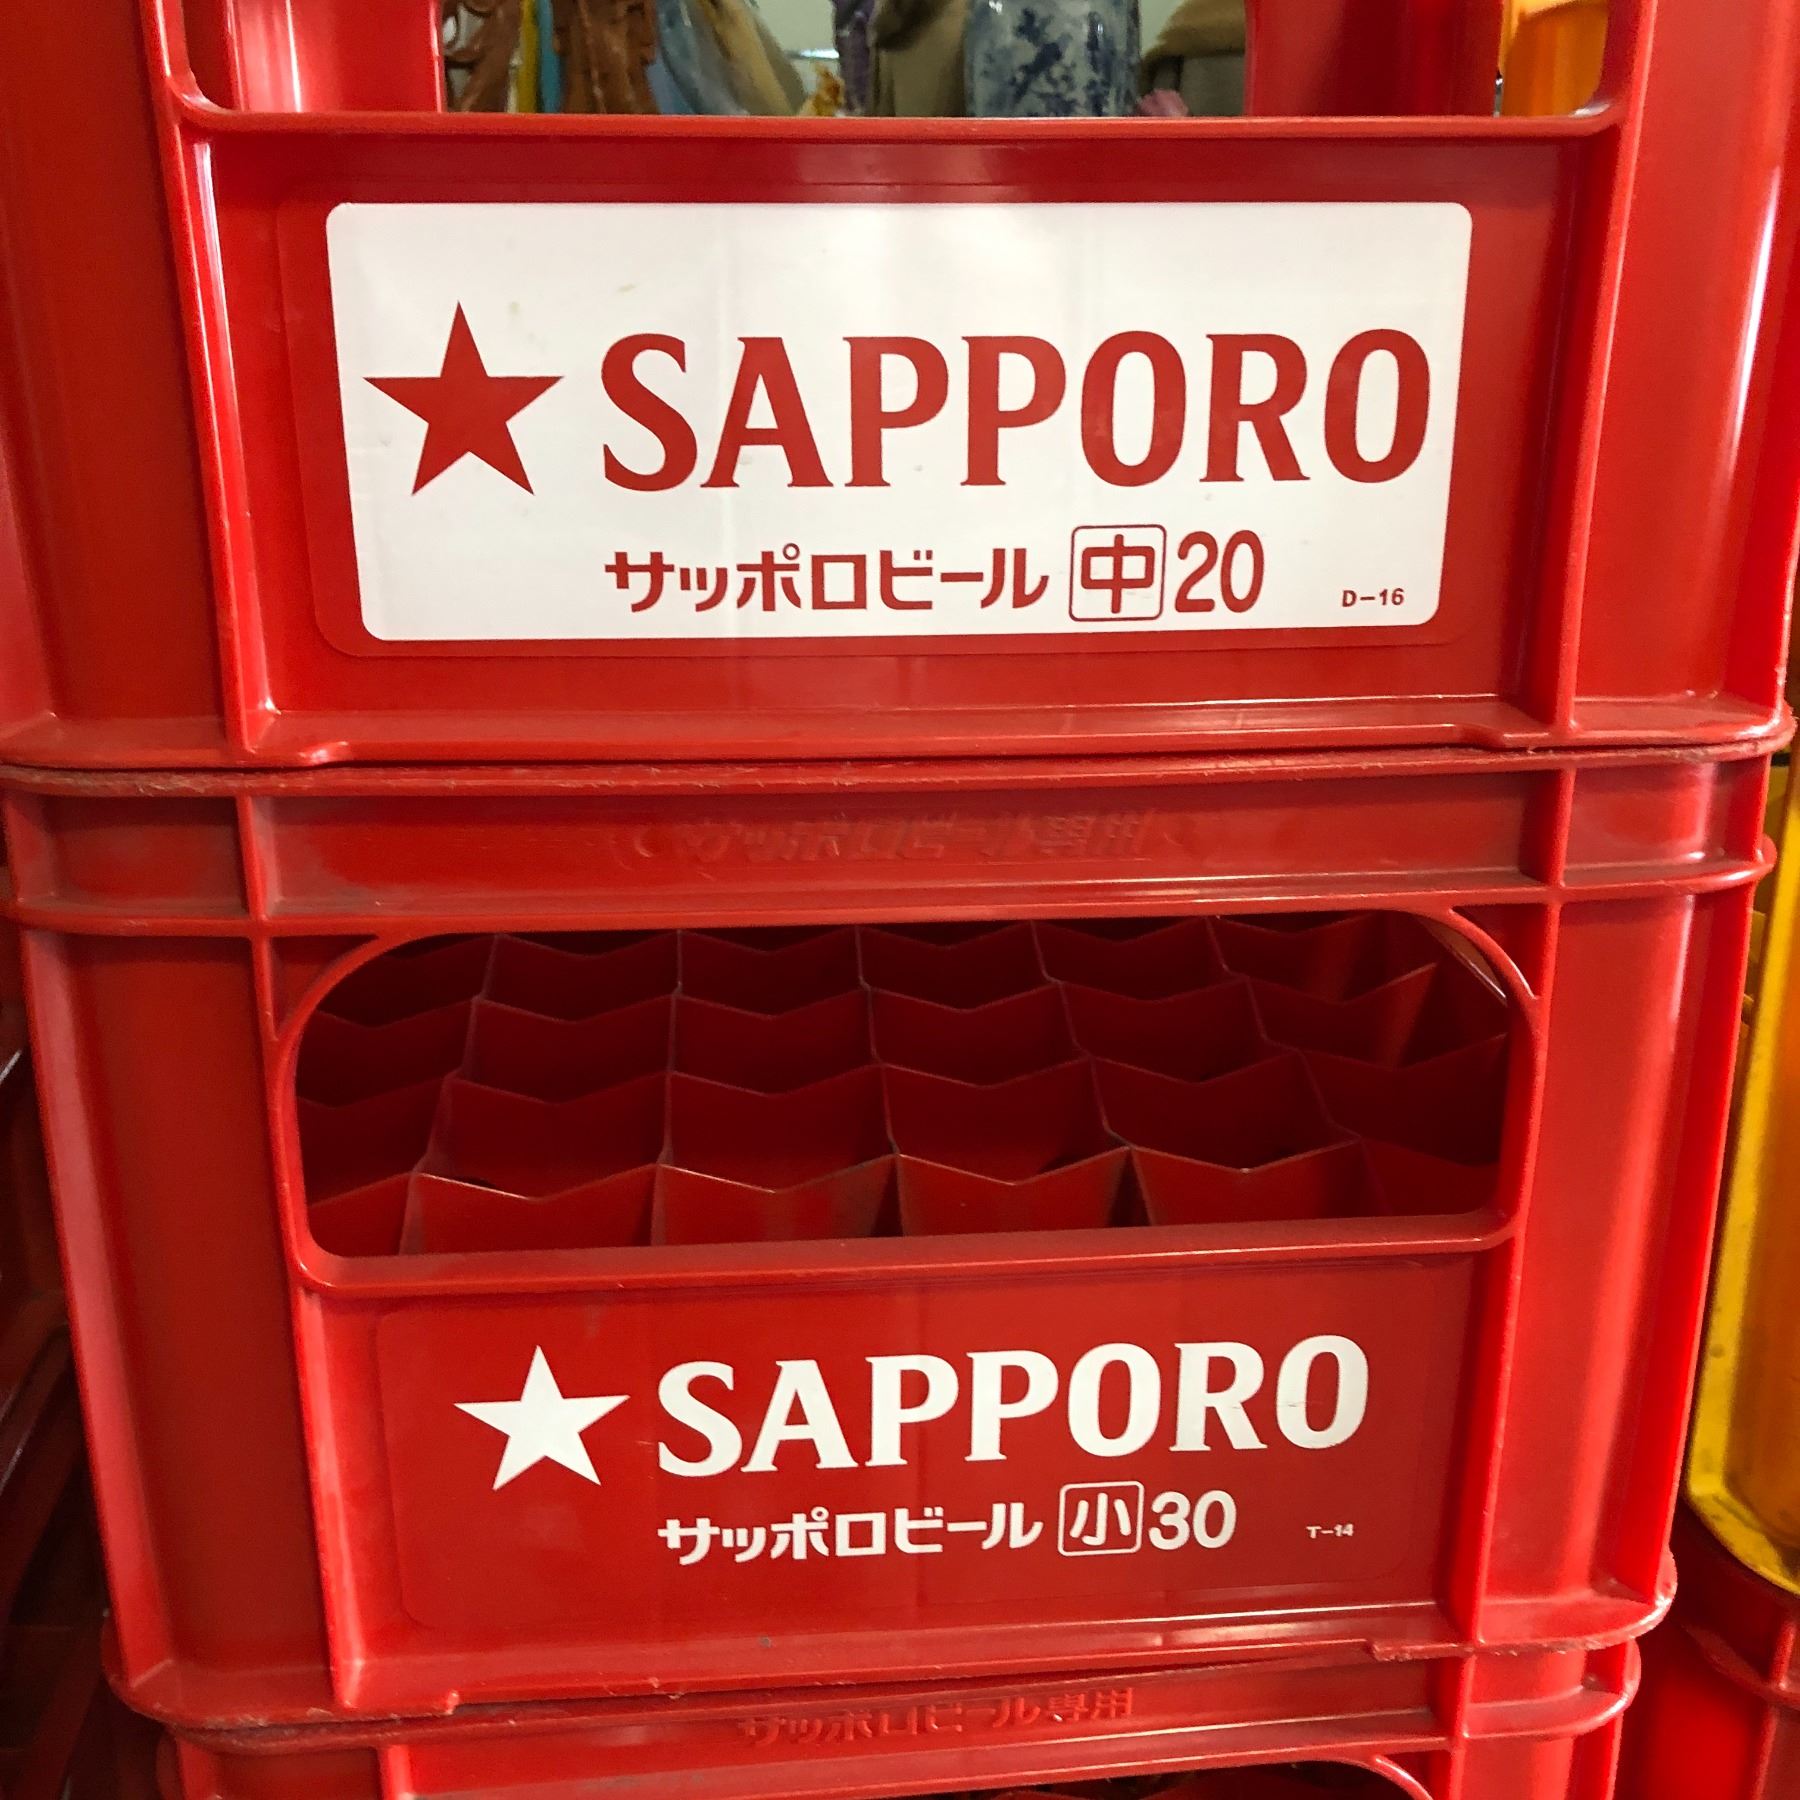 ★ SAPPORO
サッポロビール 中 20 D-16
サッポロビール専用
★ SAPPORO
サッポロビール 小 30 T-14
サッポロビール専用